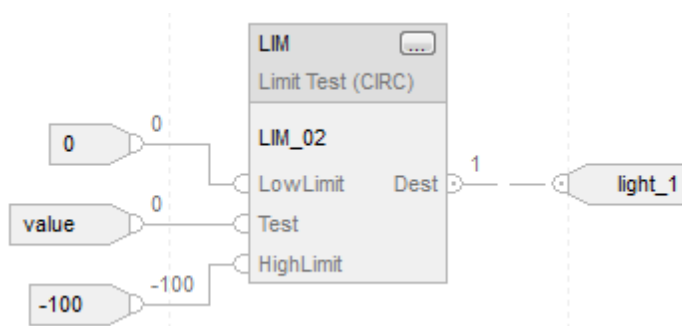 LIM ...
Limit Test (CIRC)
LIM_02
0 0
LowLimit Dest 1 light_1
value 0 Test
-100 -100 HighLimit